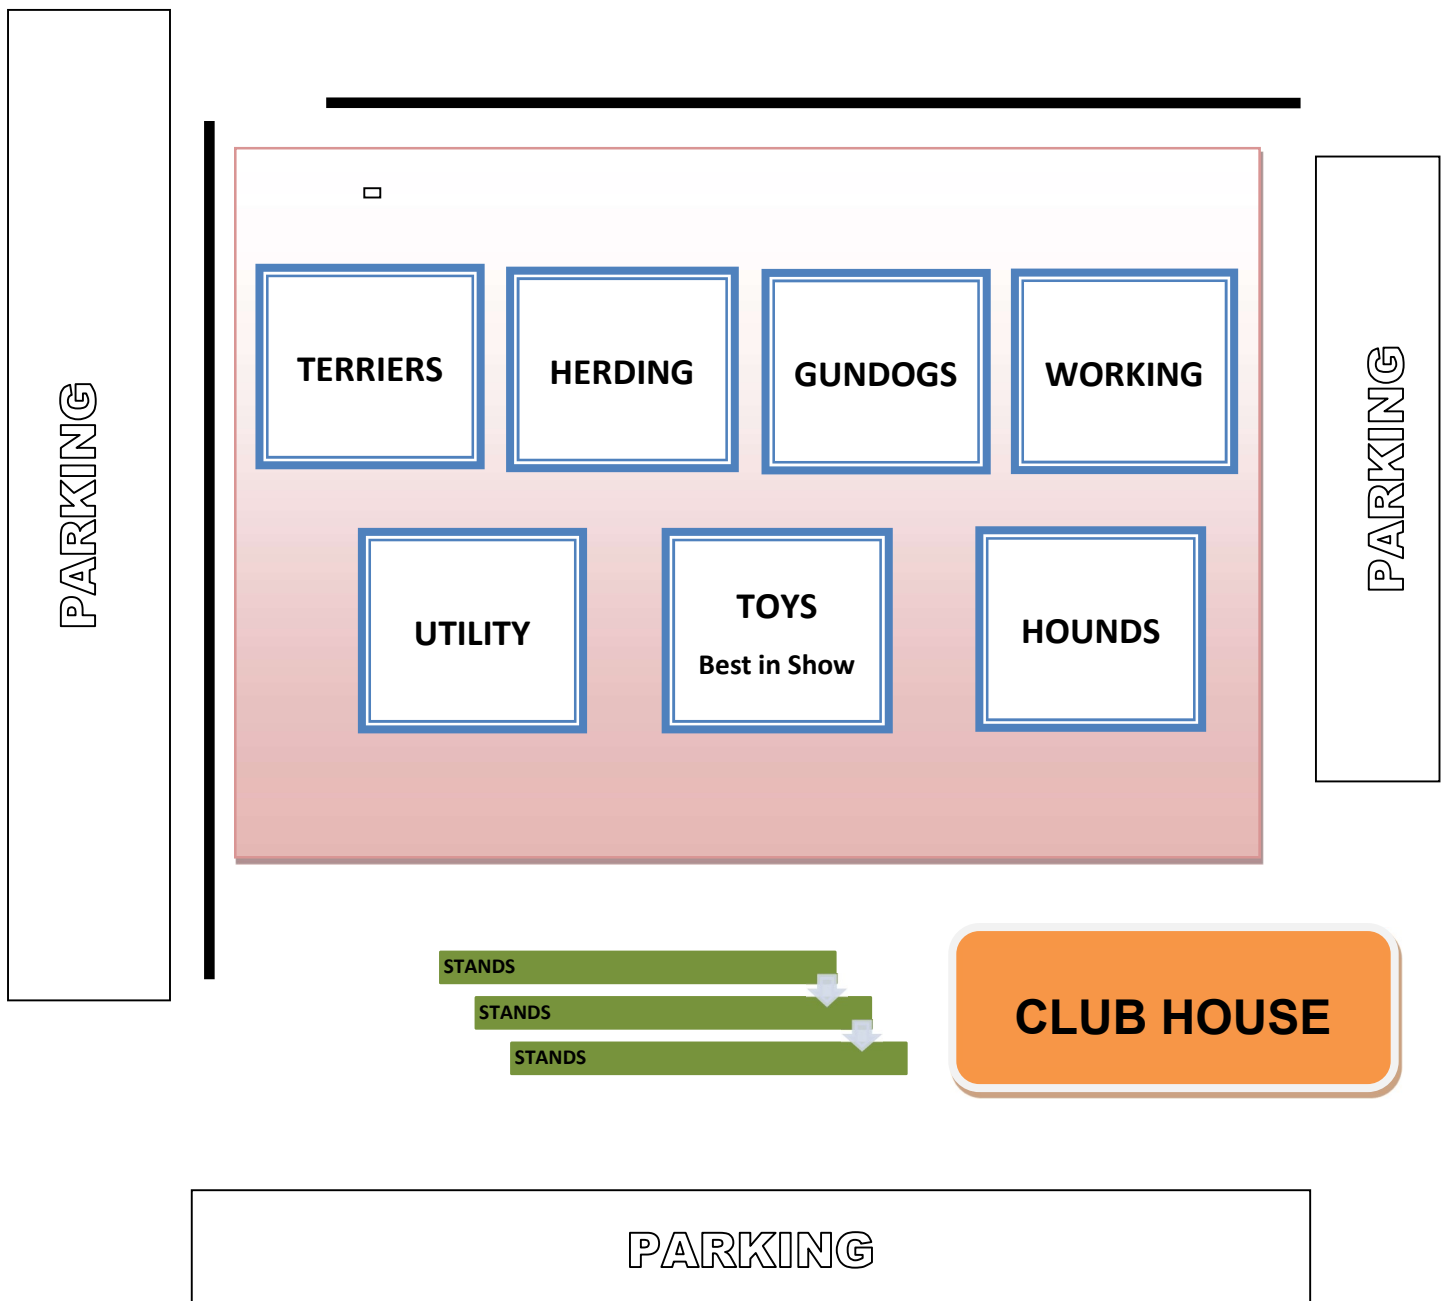 TERRIERS
HERDING
GUNDOGS
WORKING
PARKING
PARKING
UTILITY
TOYS
Best in Show
HOUNDS
STANDS
STANDS
STANDS
CLUB HOUSE
PARKING